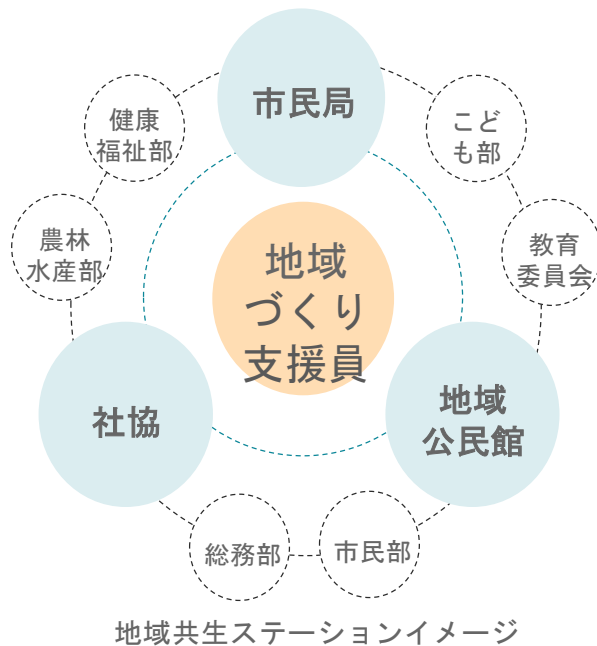 市民局
健康
福祉部
こど
も部
農林
水産部
教育
委員会
地域
づくり
支援員
社協
地域
公民館
総務部
市民部
地域共生ステーションイメージ